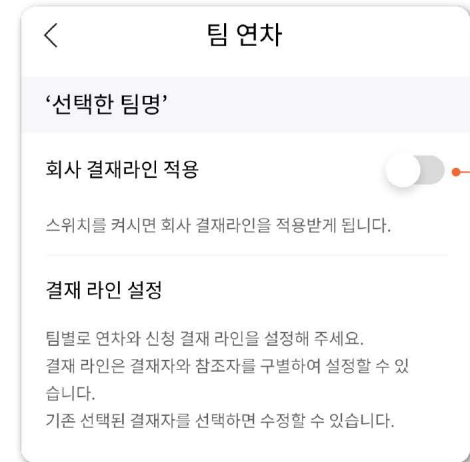 팀 연차
‘선택한 팀명’
회사 결재라인 적용
스위치를 켜시면 회사 결재라인을 적용받게 됩니다.
결재 라인 설정
팀별로 연차와 신청 결재 라인을 설정해 주세요.
결재 라인은 결재자와 참조자를 구별하여 설정할 수 있
습니다.
기존 선택된 결재자를 선택하면 수정할 수 있습니다.